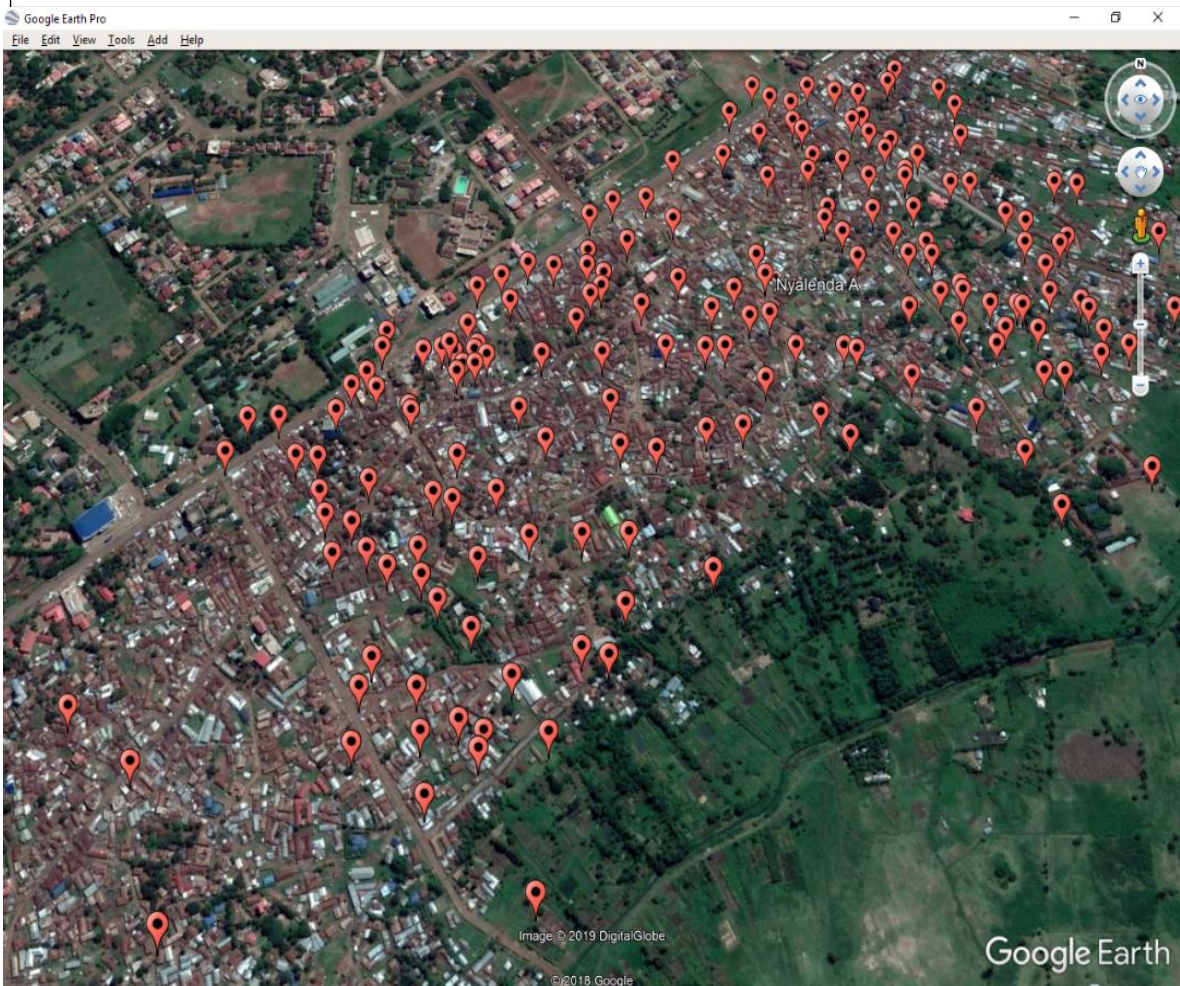 Google Earth Pro
File Edit View Tools Add Help
N
Nyalenda A
Image © 2019 DigitalGlobe
© 2018 Google
Google Earth